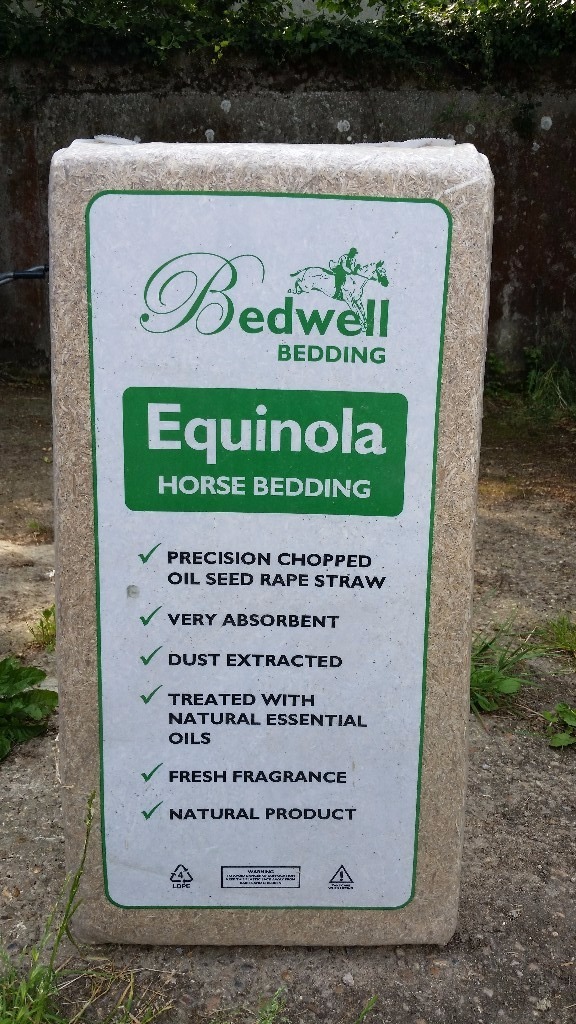 Bedwell
BEDDING
Equinola
HORSE BEDDING
PRECISION CHOPPED
OIL SEED RAPE STRAW
VERY ABSORBENT
DUST EXTRACTED
TREATED WITH
NATURAL ESSENTIAL
OILS
FRESH FRAGRANCE
NATURAL PRODUCT
4
LDPE
WARNING